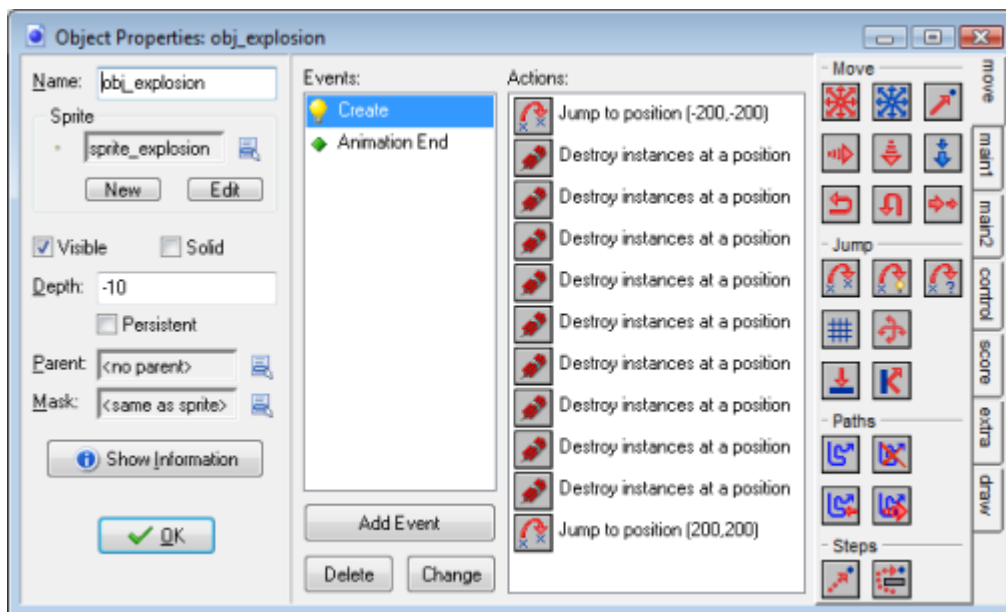 Object Properties: obj_explosion
Name: obj_explosion
Sprite
sprite_explosion
New Edit
Visible Solid
Depth: -10
Persistent
Parent: <no parent>
Mask: <same as sprite>
Show Information
OK
Events:
Create
Animation End
Add Event
Delete Change
Actions:
Jump to position (-200,-200)
Destroy instances at a position
Destroy instances at a position
Destroy instances at a position
Destroy instances at a position
Destroy instances at a position
Destroy instances at a position
Destroy instances at a position
Destroy instances at a position
Destroy instances at a position
Jump to position (200,200)
Move
Jump
Paths
Steps
move
main1
main2
control
score
extra
draw